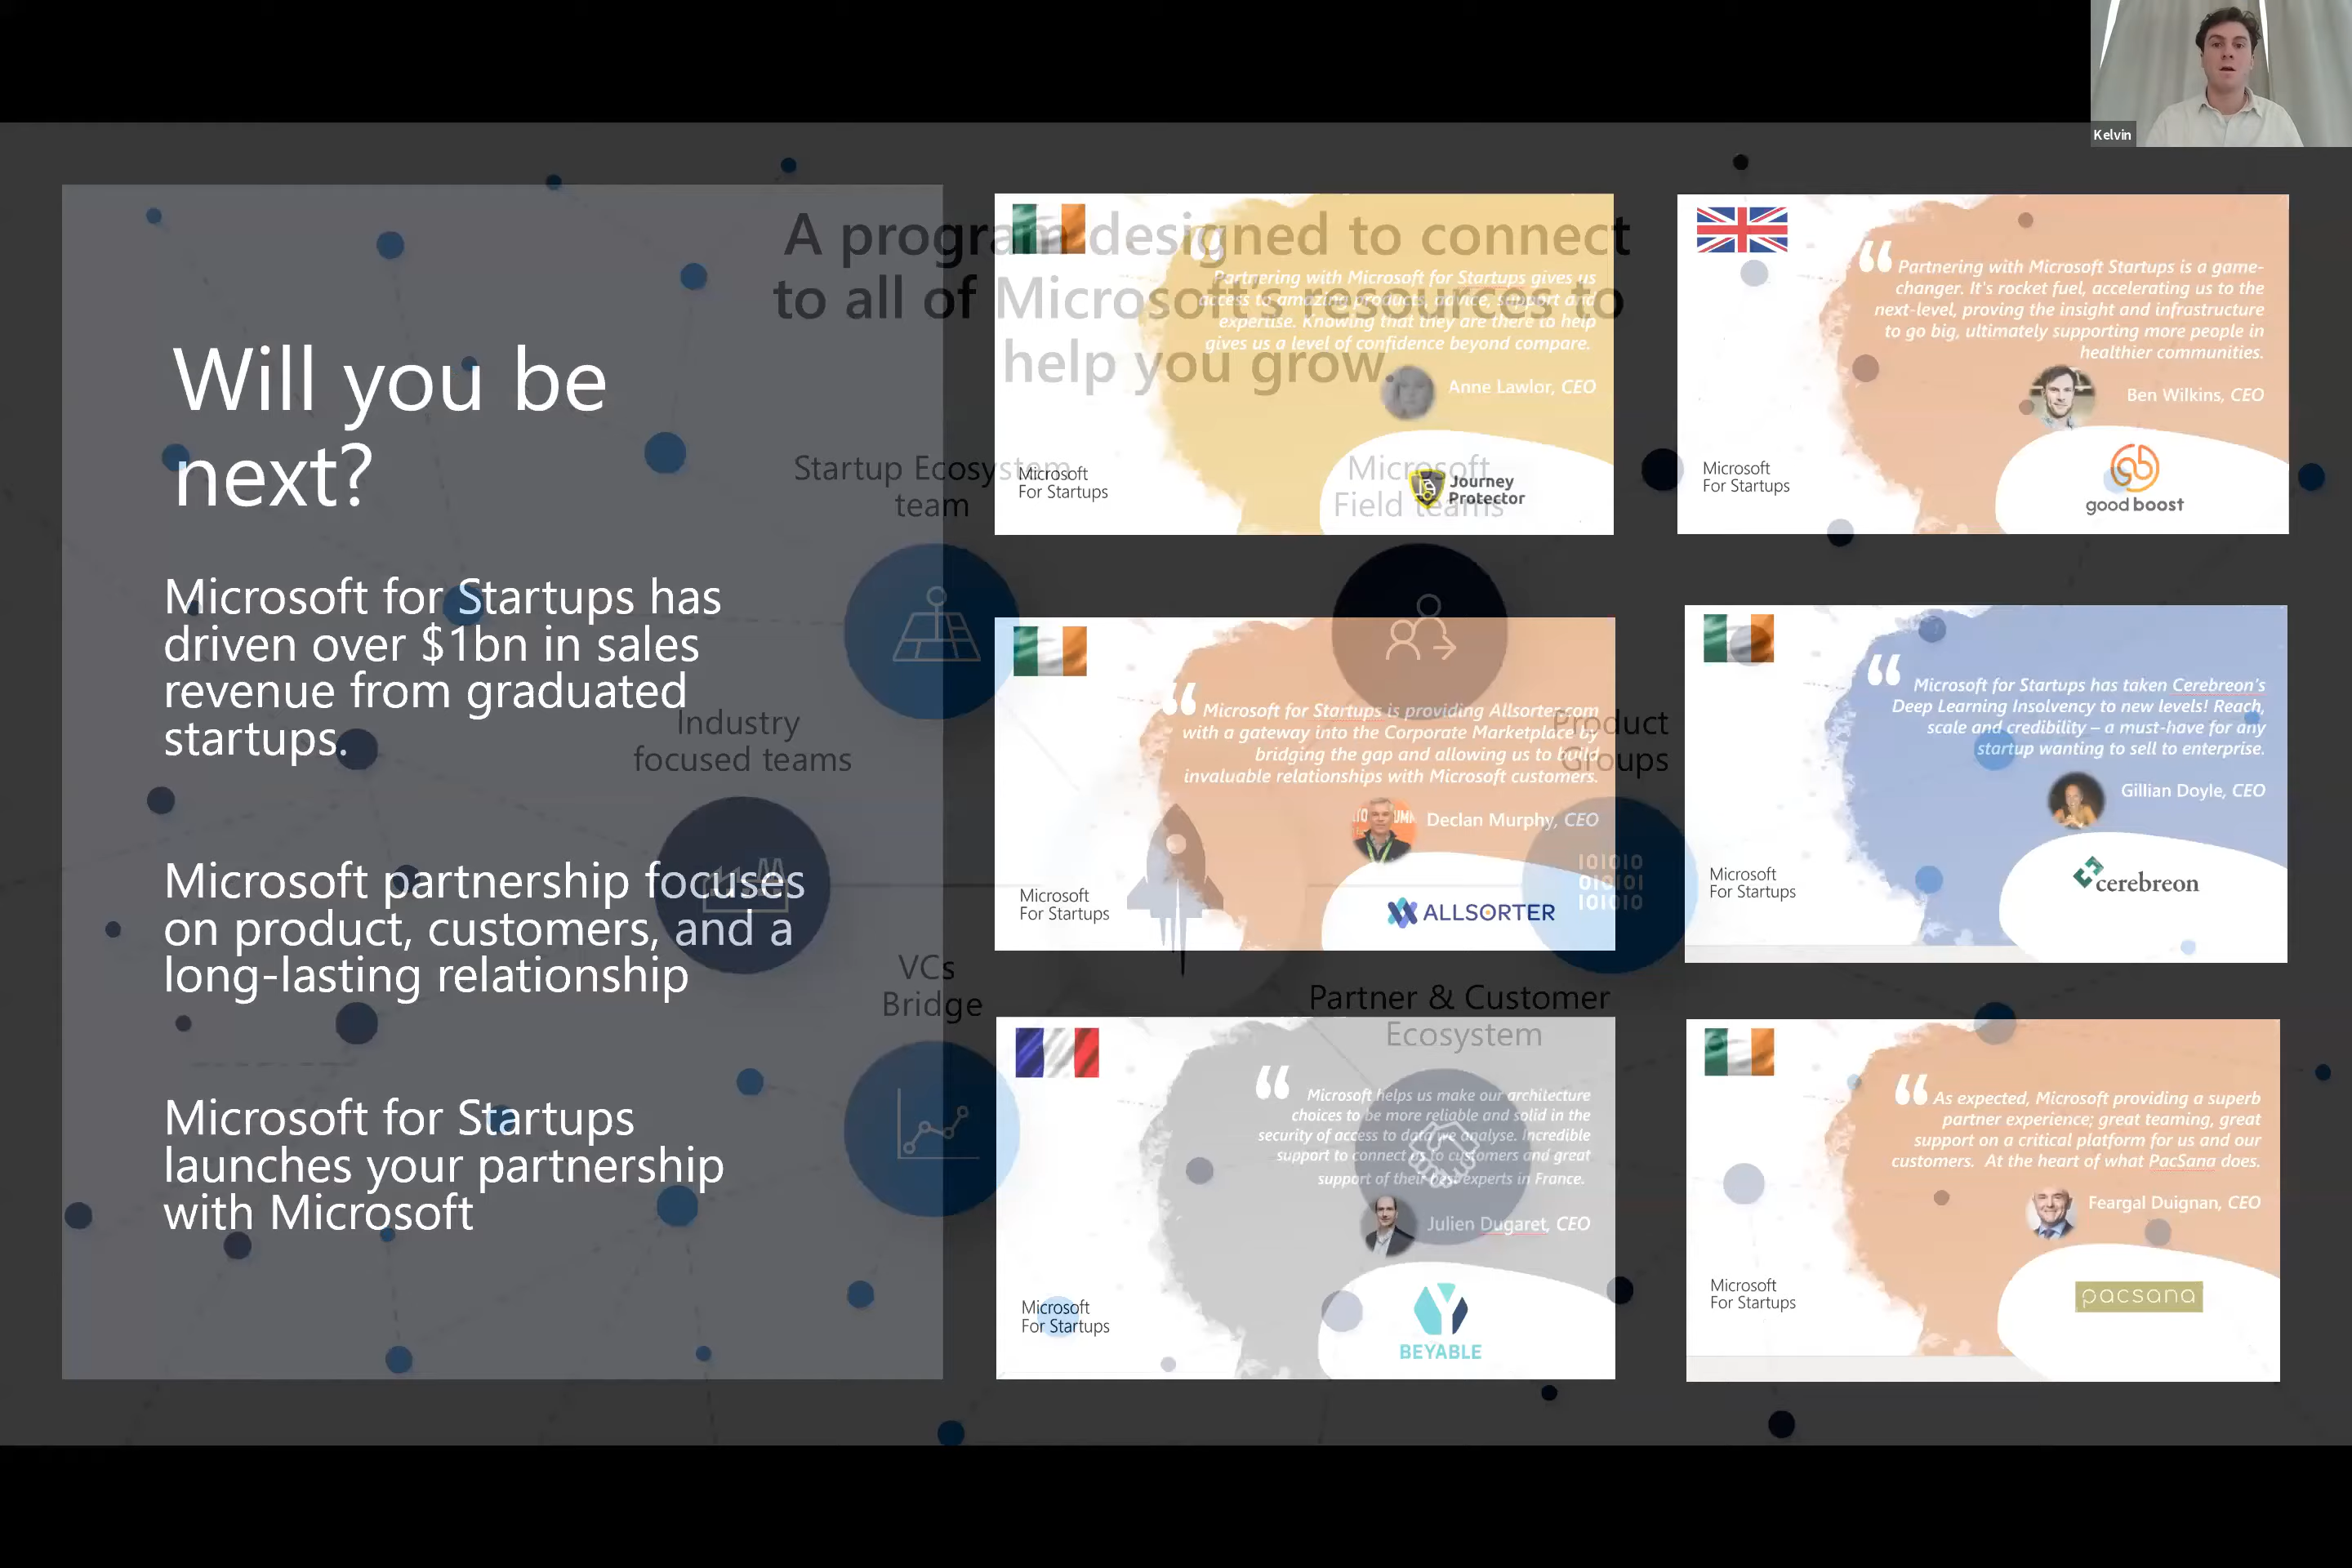 Kelvin
Will you be
next?
Microsoft for Startups has
driven over $1bn in sales
revenue from graduated
startups.
Microsoft partnership focuses
on product, customers, and a
long-lasting relationship
Microsoft for Startups
launches your partnership
with Microsoft
A program designed to connect
to all of Microsoft's resources to
help you grow.
Startup Ecosystem
team
Microsoft
Field teams
Industry
focused teams
Product
Groups
VCs
Bridge
Partner & Customer
Ecosystem
101010
010101
101010
Partnering with Microsoft for Startups gives us
access to amazing products, advice, support and
expertise. Knowing that they are there to help
gives us a level of confidence beyond compare.
Anne Lawlor, CEO
Microsoft
For Startups
Journey
Protector
“ Partnering with Microsoft Startups is a game-
changer. It's rocket fuel, accelerating us to the
next-level, proving the insight and infrastructure
to go big, ultimately supporting more people in
healthier communities.
Ben Wilkins, CEO
Microsoft
For Startups
good boost
“ Microsoft for Startups is providing Allsorter.com
with a gateway into the Corporate Marketplace by
bridging the gap and allowing us to build
invaluable relationships with Microsoft customers.
Declan Murphy, CEO
Microsoft
For Startups
ALLSORTER
“ Microsoft for Startups has taken Cerebreon's
Deep Learning Insolvency to new levels! Reach,
scale and credibility – a must-have for any
startup wanting to sell to enterprise.
Gillian Doyle, CEO
Microsoft
For Startups
cerebreon
“ Microsoft helps us make our architecture
choices to be more reliable and solid in the
security of access to data we analyse. Incredible
support to connect us to customers and great
support of their best experts in France.
Julien Dugaret, CEO
Microsoft
For Startups
BEYABLE
“ As expected, Microsoft providing a superb
partner experience; great teaming, great
support on a critical platform for us and our
customers. At the heart of what PacSana does.
Feargal Duignan, CEO
Microsoft
For Startups
pacsana